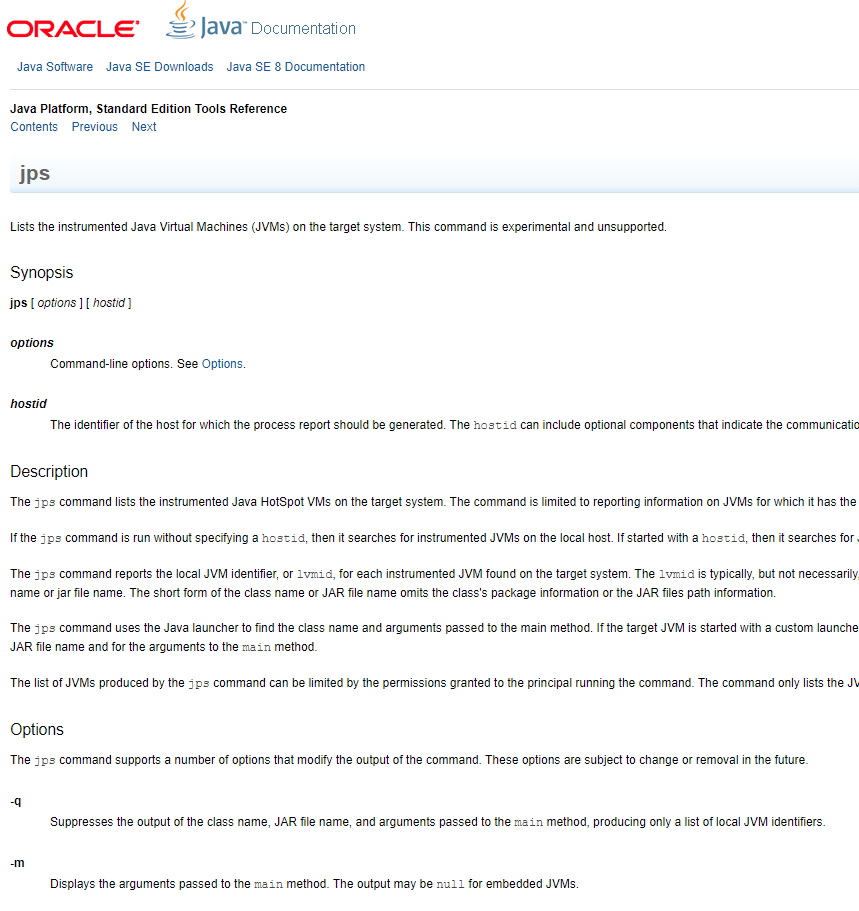 ORACLE Java Documentation
Java Software Java SE Downloads Java SE 8 Documentation
Java Platform, Standard Edition Tools Reference
Contents Previous Next
jps
Lists the instrumented Java Virtual Machines (JVMs) on the target system. This command is experimental and unsupported.
Synopsis
jps [ options ] [ hostid ]
options
Command-line options. See Options.
hostid
The identifier of the host for which the process report should be generated. The hostid can include optional components that indicate the communicatio
Description
The jps command lists the instrumented Java HotSpot VMs on the target system. The command is limited to reporting information on JVMs for which it has the
If the jps command is run without specifying a hostid, then it searches for instrumented JVMs on the local host. If started with a hostid, then it searches for
The jps command reports the local JVM identifier, or lvmid, for each instrumented JVM found on the target system. The lvmid is typically, but not necessarily,
name or jar file name. The short form of the class name or JAR file name omits the class's package information or the JAR files path information.
The jps command uses the Java launcher to find the class name and arguments passed to the main method. If the target JVM is started with a custom launche
JAR file name and for the arguments to the main method.
The list of JVMs produced by the jps command can be limited by the permissions granted to the principal running the command. The command only lists the JV
Options
The jps command supports a number of options that modify the output of the command. These options are subject to change or removal in the future.
-q
Suppresses the output of the class name, JAR file name, and arguments passed to the main method, producing only a list of local JVM identifiers.
-m
Displays the arguments passed to the main method. The output may be null for embedded JVMs.